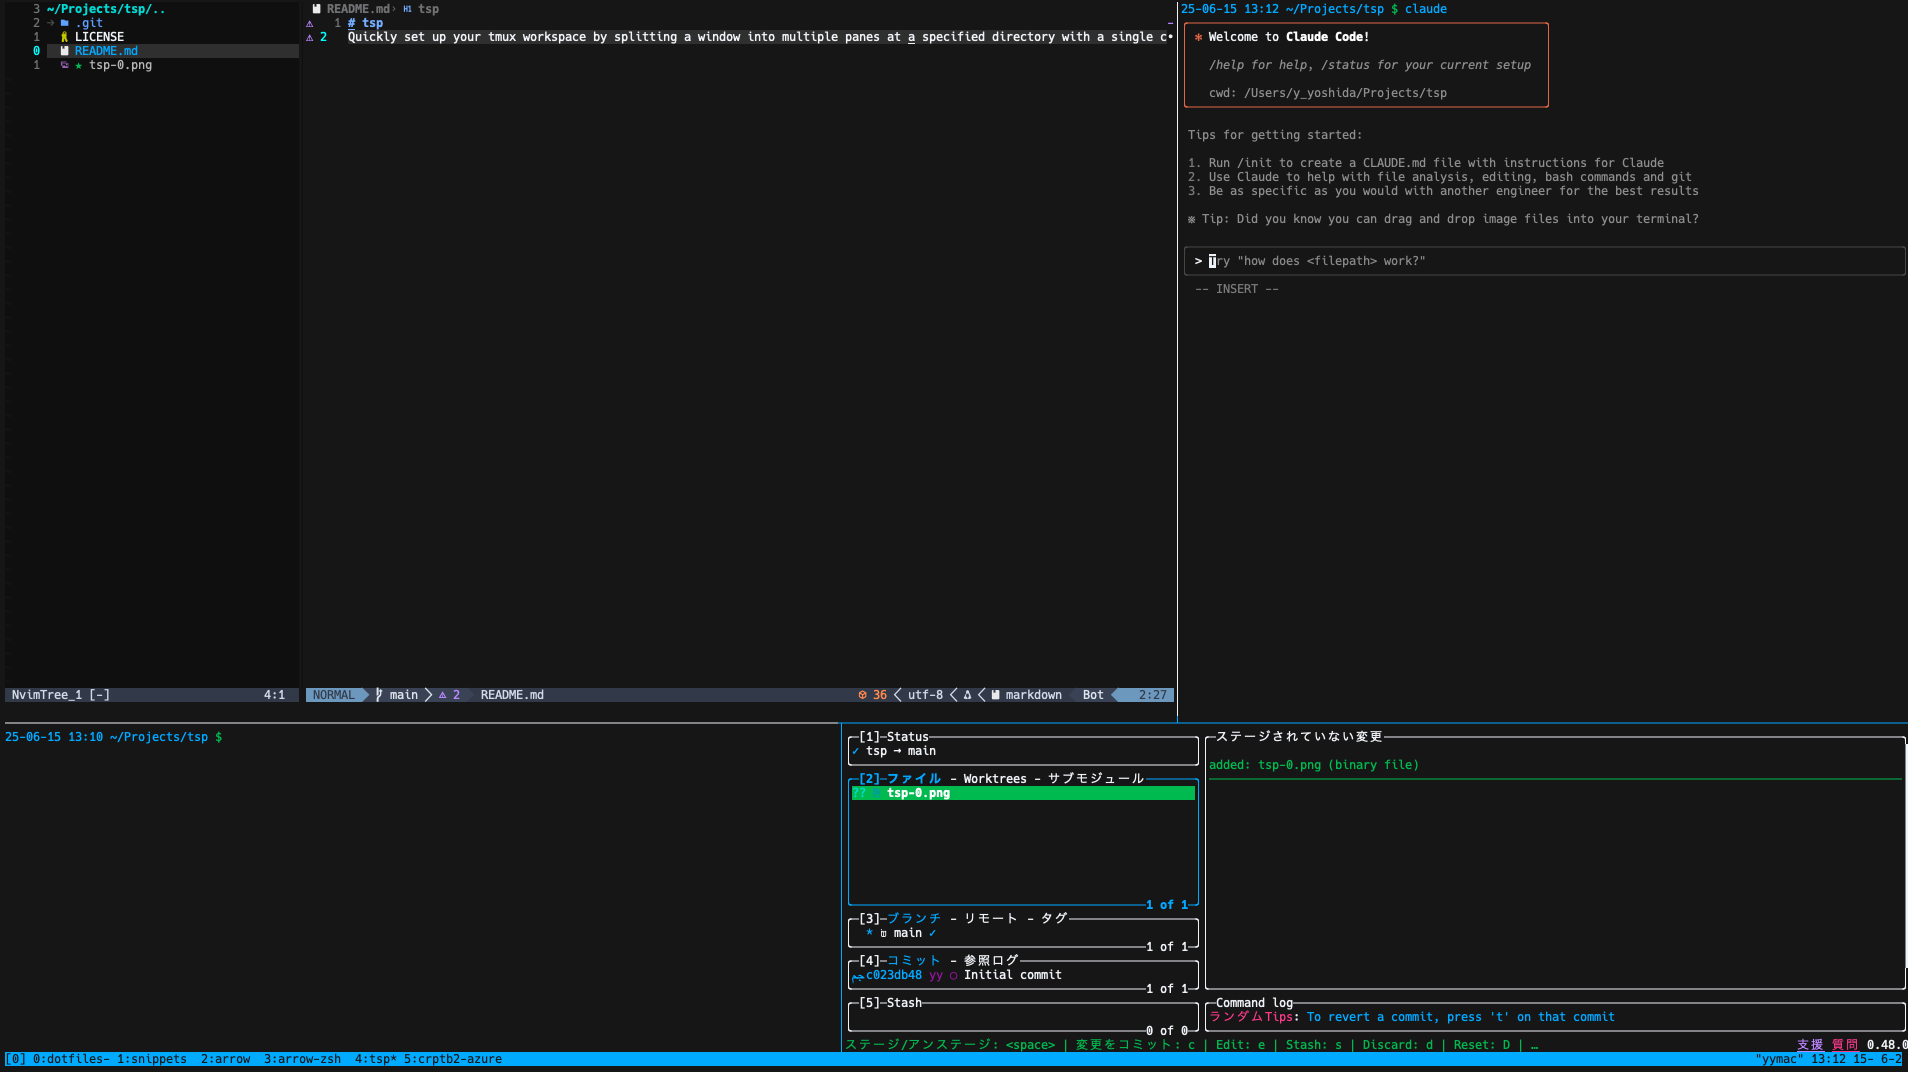 3 ~/Projects/tsp/..
2 .git
1 LICENSE
0 README.md
1 ★ tsp-0.png
NvimTree_1 [-] 4:1
README.md › H1 tsp
1 # tsp
2 Quickly set up your tmux workspace by splitting a window into multiple panes at a specified directory with a single c
NORMAL main 2 README.md 36 utf-8 markdown Bot 2:27
25-06-15 13:12 ~/Projects/tsp $ claude
✻ Welcome to Claude Code!
/help for help, /status for your current setup
cwd: /Users/y_yoshida/Projects/tsp
Tips for getting started:
1. Run /init to create a CLAUDE.md file with instructions for Claude
2. Use Claude to help with file analysis, editing, bash commands and git
3. Be as specific as you would with another engineer for the best results
※ Tip: Did you know you can drag and drop image files into your terminal?
> Try "how does <filepath> work?"
-- INSERT --
25-06-15 13:10 ~/Projects/tsp $
[1]─Status
✓ tsp → main
[2]─ファイル - Worktrees - サブモジュール
?? tsp-0.png
1 of 1
[3]─ブランチ - リモート - タグ
* main ✓
1 of 1
[4]─コミット - 参照ログ
c023db48 yy ○ Initial commit
1 of 1
[5]─Stash
0 of 0
ステージされていない変更
added: tsp-0.png (binary file)
Command log
ランダムTips: To revert a commit, press 't' on that commit
ステージ/アンステージ: <space> | 変更をコミット: c | Edit: e | Stash: s | Discard: d | Reset: D | … 支援 質問 0.48.0
[0] 0:dotfiles- 1:snippets 2:arrow 3:arrow-zsh 4:tsp* 5:crptb2-azure "yymac" 13:12 15- 6-2